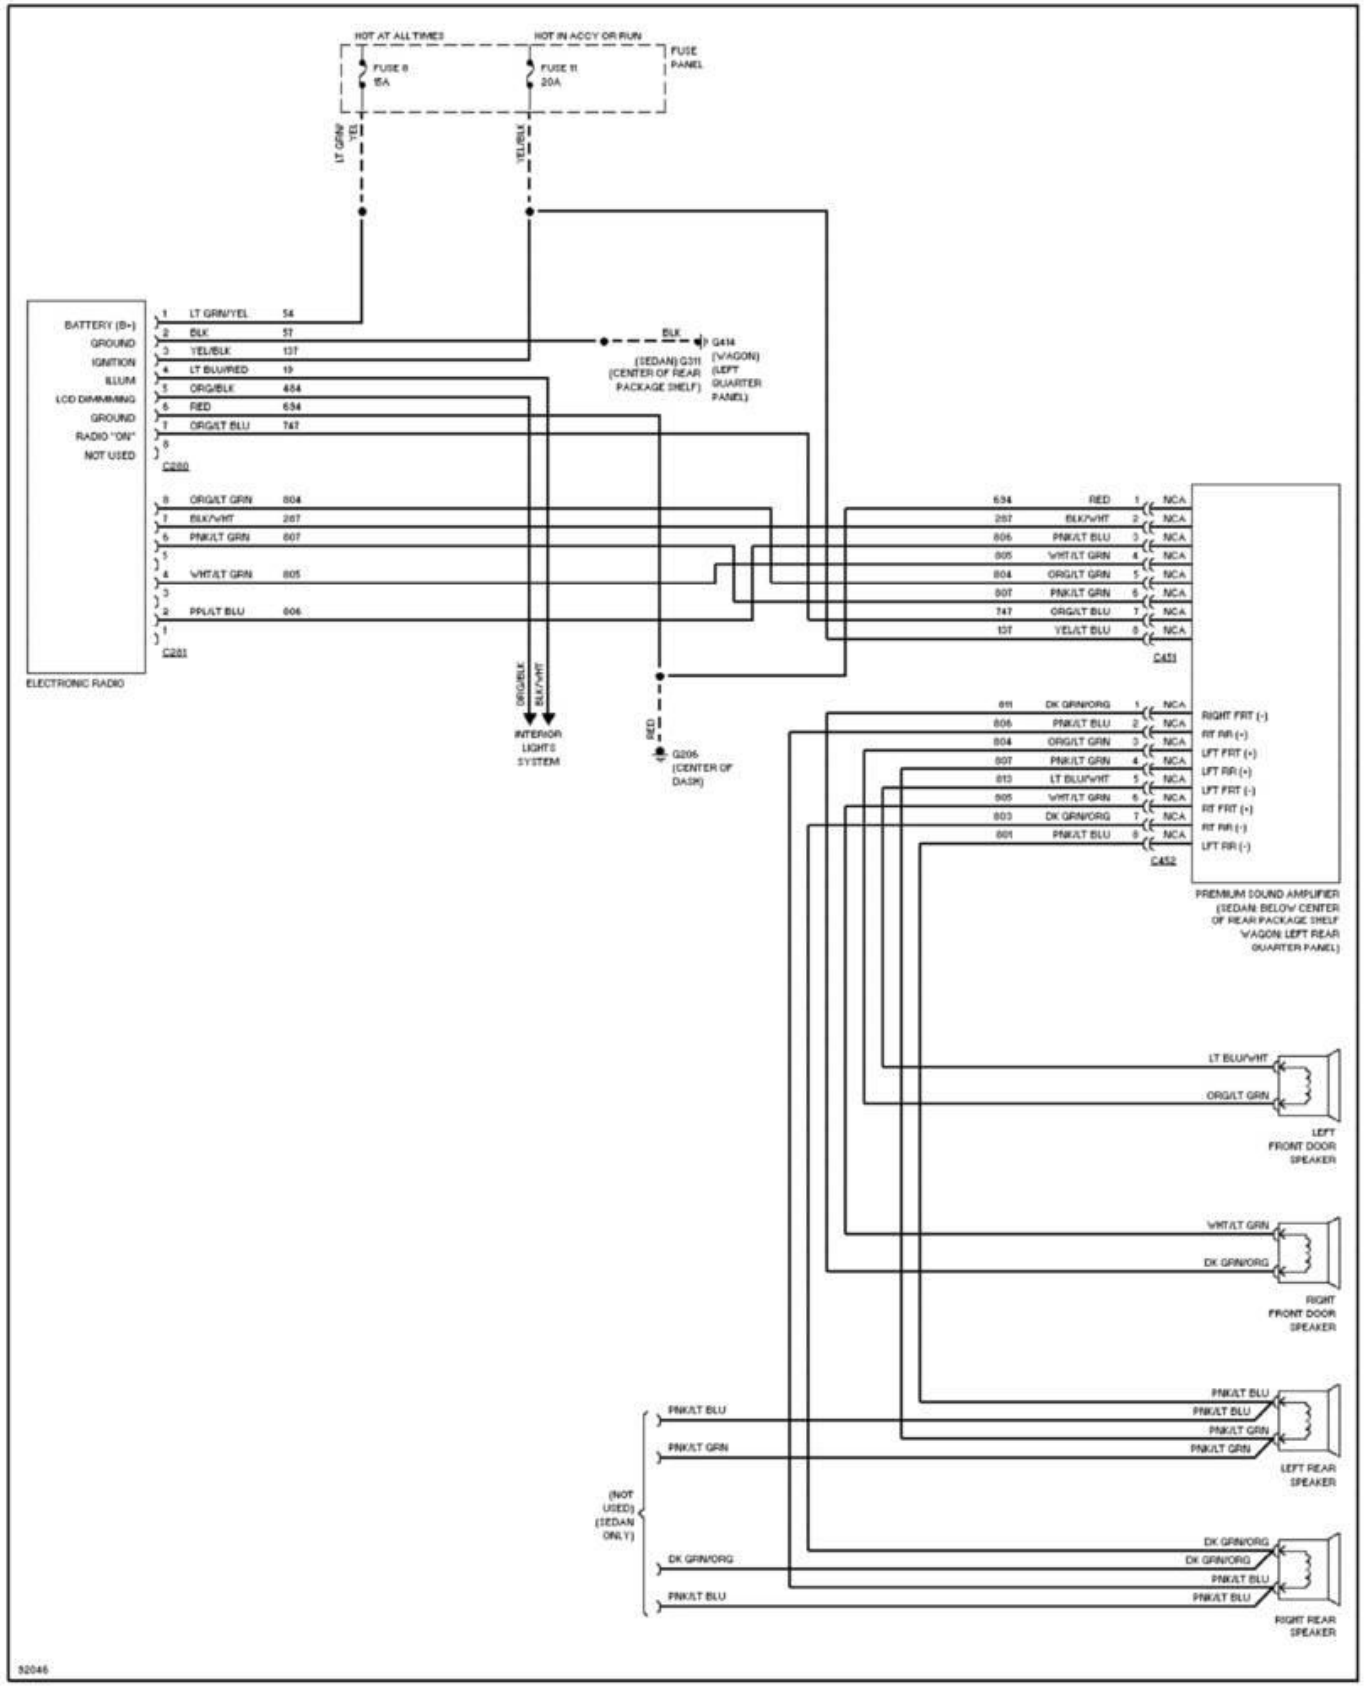 HOT AT ALL TIMES
HOT IN ACCY OR RUN
FUSE
PANEL
FUSE 8
15A
FUSE 11
20A
LT GRN/
YEL
YEL/BLK
BATTERY (B+)
GROUND
IGNITION
ILLUM
LCD DIMMMING
GROUND
RADIO "ON"
NOT USED
1 LT GRN/YEL 54
2 BLK 57
3 YEL/BLK 137
4 LT BLU/RED 19
5 ORG/BLK 484
6 RED 694
7 ORG/LT BLU 747
8
C280
8 ORG/LT GRN 804
7 BLK/WHT 287
6 PNK/LT GRN 807
5
4 WHT/LT GRN 805
3
2 PPL/LT BLU 806
1
C281
ELECTRONIC RADIO
BLK
G414
(WAGON)
(LEFT
QUARTER
PANEL)
(SEDAN) G311
(CENTER OF REAR
PACKAGE SHELF)
ORG/BLK
BLK/WHT
INTERIOR
LIGHTS
SYSTEM
RED
G206
(CENTER OF
DASH)
694 RED 1 NCA
287 BLK/WHT 2 NCA
806 PNK/LT BLU 3 NCA
805 WHT/LT GRN 4 NCA
804 ORG/LT GRN 5 NCA
807 PNK/LT GRN 6 NCA
747 ORG/LT BLU 7 NCA
137 YEL/LT BLU 8 NCA
C451
811 DK GRN/ORG 1 NCA RIGHT FRT (-)
806 PNK/LT BLU 2 NCA RT RR (+)
804 ORG/LT GRN 3 NCA LFT FRT (+)
807 PNK/LT GRN 4 NCA LFT RR (+)
813 LT BLU/WHT 5 NCA LFT FRT (-)
805 WHT/LT GRN 6 NCA RT FRT (+)
803 DK GRN/ORG 7 NCA RT RR (-)
801 PNK/LT BLU 8 NCA LFT RR (-)
C452
PREMIUM SOUND AMPLIFIER
(SEDAN: BELOW CENTER
OF REAR PACKAGE SHELF
WAGON: LEFT REAR
QUARTER PANEL)
LT BLU/WHT
ORG/LT GRN
LEFT
FRONT DOOR
SPEAKER
WHT/LT GRN
DK GRN/ORG
RIGHT
FRONT DOOR
SPEAKER
PNK/LT BLU
PNK/LT BLU
PNK/LT BLU
PNK/LT GRN
PNK/LT GRN
PNK/LT GRN
LEFT REAR
SPEAKER
(NOT
USED)
(SEDAN
ONLY)
DK GRN/ORG
DK GRN/ORG
DK GRN/ORG
PNK/LT BLU
PNK/LT BLU
PNK/LT BLU
RIGHT REAR
SPEAKER
92046